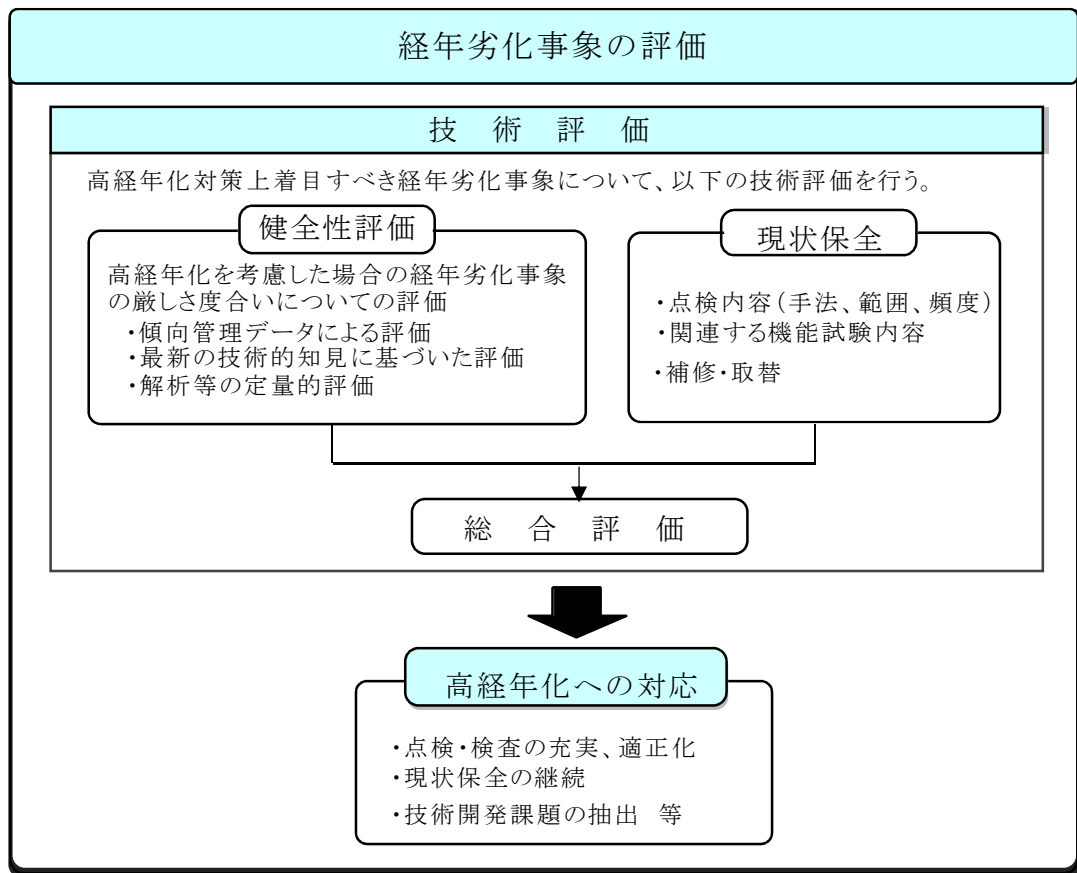 経年劣化事象の評価
技　術　評　価
高経年化対策上着目すべき経年劣化事象について、以下の技術評価を行う。
健全性評価
高経年化を考慮した場合の経年劣化事象
の厳しさ度合いについての評価
・傾向管理データによる評価
・最新の技術的知見に基づいた評価
・解析等の定量的評価
現状保全
・点検内容(手法、範囲、頻度)
・関連する機能試験内容
・補修・取替
総　合　評　価
高経年化への対応
・点検・検査の充実、適正化
・現状保全の継続
・技術開発課題の抽出　等